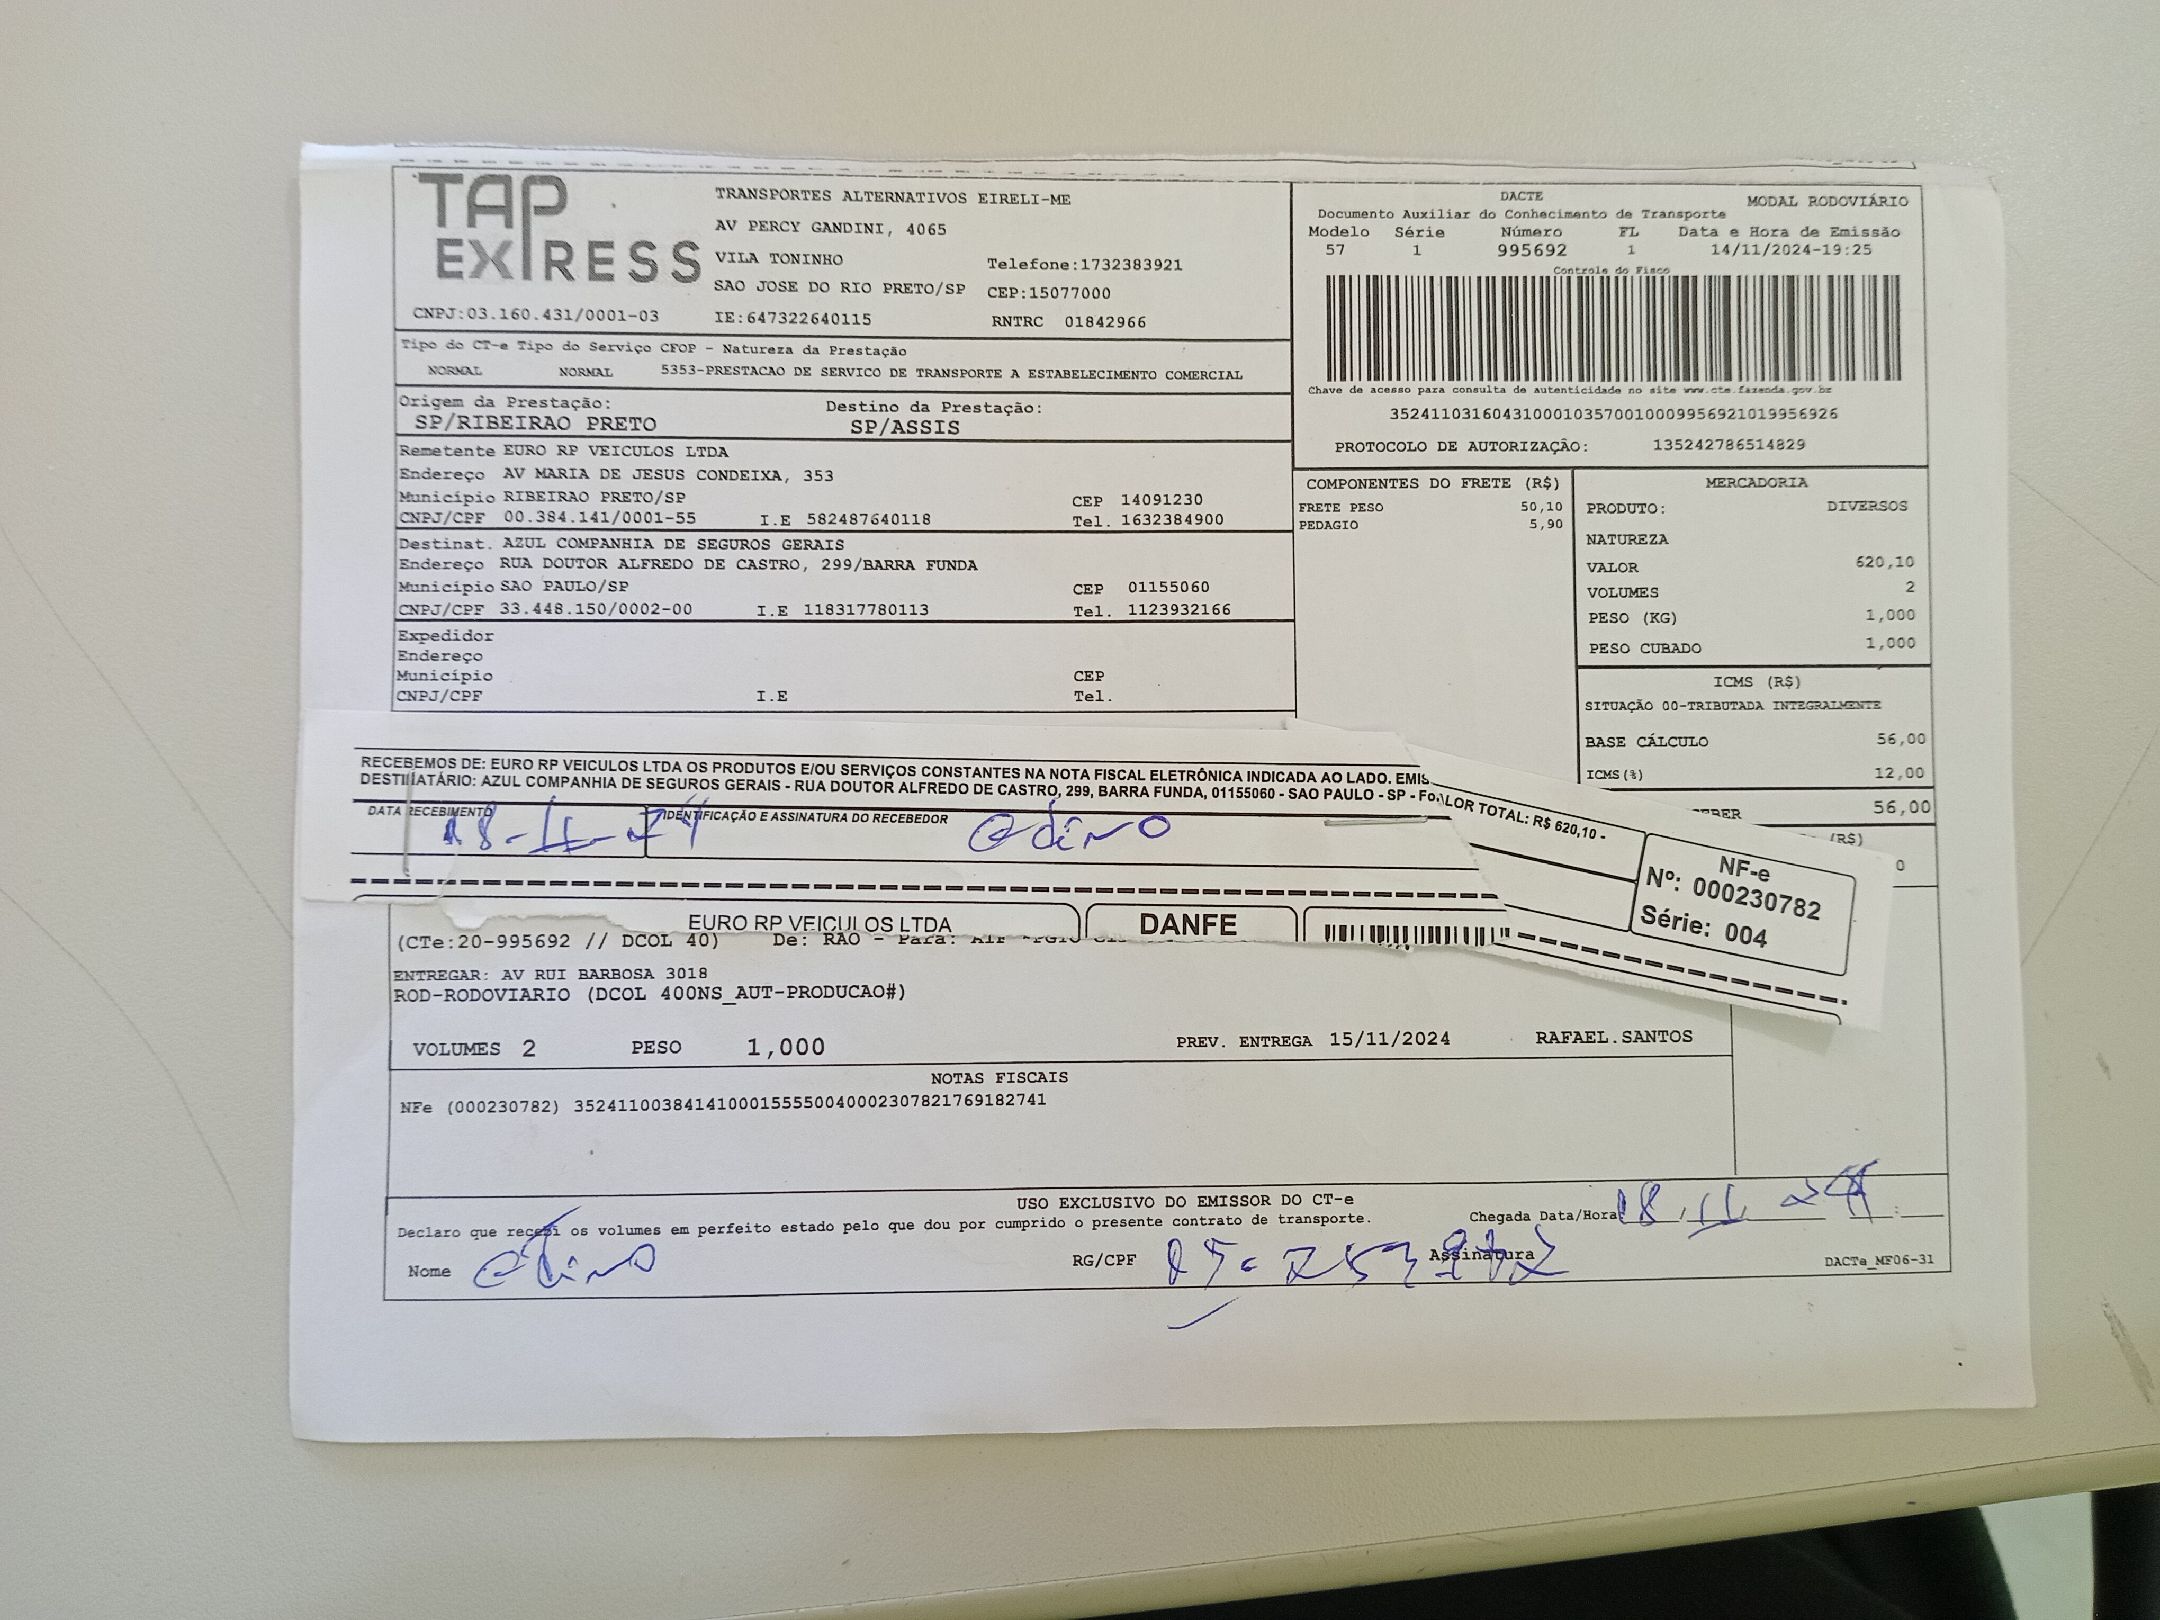 TAP EXPRESS
TRANSPORTES ALTERNATIVOS EIRELI-ME
AV PERCY GANDINI, 4065
VILA TONINHO
Telefone:1732383921
SAO JOSE DO RIO PRETO/SP CEP:15077000
CNPJ:03.160.431/0001-03 IE:647322640115 RNTRC 01842966
DACTE MODAL RODOVIÁRIO
Documento Auxiliar do Conhecimento de Transporte
Modelo Série Número FL Data e Hora de Emissão
57 1 995692 1 14/11/2024-19:25
Controle do Fisco
Chave de acesso para consulta de autenticidade no site www.cte.fazenda.gov.br
35241103160431000103570010009956921019956926
PROTOCOLO DE AUTORIZAÇÃO: 135242786514829
Tipo do CT-e Tipo do Serviço CFOP - Natureza da Prestação
NORMAL NORMAL 5353-PRESTACAO DE SERVICO DE TRANSPORTE A ESTABELECIMENTO COMERCIAL
Origem da Prestação: Destino da Prestação:
SP/RIBEIRAO PRETO SP/ASSIS
Remetente EURO RP VEICULOS LTDA
Endereço AV MARIA DE JESUS CONDEIXA, 353
Município RIBEIRAO PRETO/SP CEP 14091230
CNPJ/CPF 00.384.141/0001-55 I.E 582487640118 Tel. 1632384900
Destinat. AZUL COMPANHIA DE SEGUROS GERAIS
Endereço RUA DOUTOR ALFREDO DE CASTRO, 299/BARRA FUNDA
Município SAO PAULO/SP CEP 01155060
CNPJ/CPF 33.448.150/0002-00 I.E 118317780113 Tel. 1123932166
Expedidor
Endereço
Município CEP
CNPJ/CPF I.E Tel.
COMPONENTES DO FRETE (R$)
FRETE PESO 50,10
PEDAGIO 5,90
MERCADORIA
PRODUTO: DIVERSOS
NATUREZA
VALOR 620,10
VOLUMES 2
PESO (KG) 1,000
PESO CUBADO 1,000
ICMS (R$)
SITUAÇÃO 00-TRIBUTADA INTEGRALMENTE
BASE CÁLCULO 56,00
ICMS(%) 12,00
EBER 56,00
(R$)
0
RECEBEMOS DE: EURO RP VEICULOS LTDA OS PRODUTOS E/OU SERVIÇOS CONSTANTES NA NOTA FISCAL ELETRÔNICA INDICADA AO LADO. EMIS
DESTINATÁRIO: AZUL COMPANHIA DE SEGUROS GERAIS - RUA DOUTOR ALFREDO DE CASTRO, 299, BARRA FUNDA, 01155060 - SAO PAULO - SP - Fo
ALOR TOTAL: R$ 620,10 -
DATA RECEBIMENTO IDENTIFICAÇÃO E ASSINATURA DO RECEBEDOR
18-11-24
NF-e
Nº: 000230782
Série: 004
EURO RP VEICULOS LTDA DANFE
(CTe:20-995692 // DCOL 40) De: RAO - Para:
ENTREGAR: AV RUI BARBOSA 3018
ROD-RODOVIARIO (DCOL 400NS_AUT-PRODUCAO#)
VOLUMES 2 PESO 1,000 PREV. ENTREGA 15/11/2024 RAFAEL.SANTOS
NOTAS FISCAIS
NFe (000230782) 35241100384141000155550040002307821769182741
USO EXCLUSIVO DO EMISSOR DO CT-e
Declaro que recebi os volumes em perfeito estado pelo que dou por cumprido o presente contrato de transporte. Chegada Data/Hora 18 11 24
Nome RG/CPF Assinatura DACTe_MF06-31